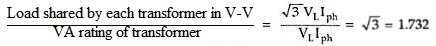 Load shared by each transformer in V-V
VA rating of transformer
= √3 V_L I_ph
V_L I_ph
= √3 = 1.732